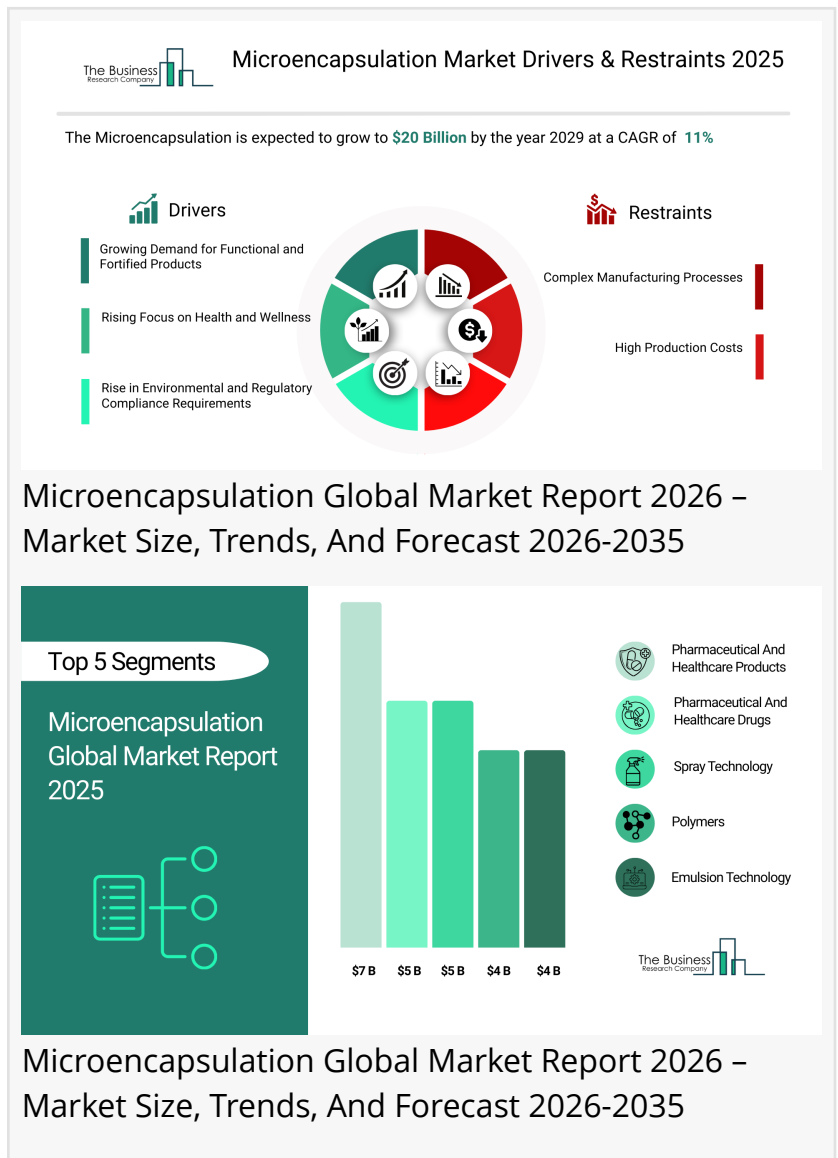 The Business
Research Company
Microencapsulation Market Drivers & Restraints 2025
The Microencapsulation is expected to grow to $20 Billion by the year 2029 at a CAGR of 11%
Drivers
Growing Demand for Functional and
Fortified Products
Rising Focus on Health and Wellness
Rise in Environmental and Regulatory
Compliance Requirements
Restraints
Complex Manufacturing Processes
High Production Costs
Microencapsulation Global Market Report 2026 –
Market Size, Trends, And Forecast 2026-2035
Top 5 Segments
Microencapsulation
Global Market Report
2025
$7 B
$5 B
$5 B
$4 B
$4 B
Pharmaceutical And
Healthcare Products
Pharmaceutical And
Healthcare Drugs
Spray Technology
Polymers
Emulsion Technology
The Business
Research Company
Microencapsulation Global Market Report 2026 –
Market Size, Trends, And Forecast 2026-2035